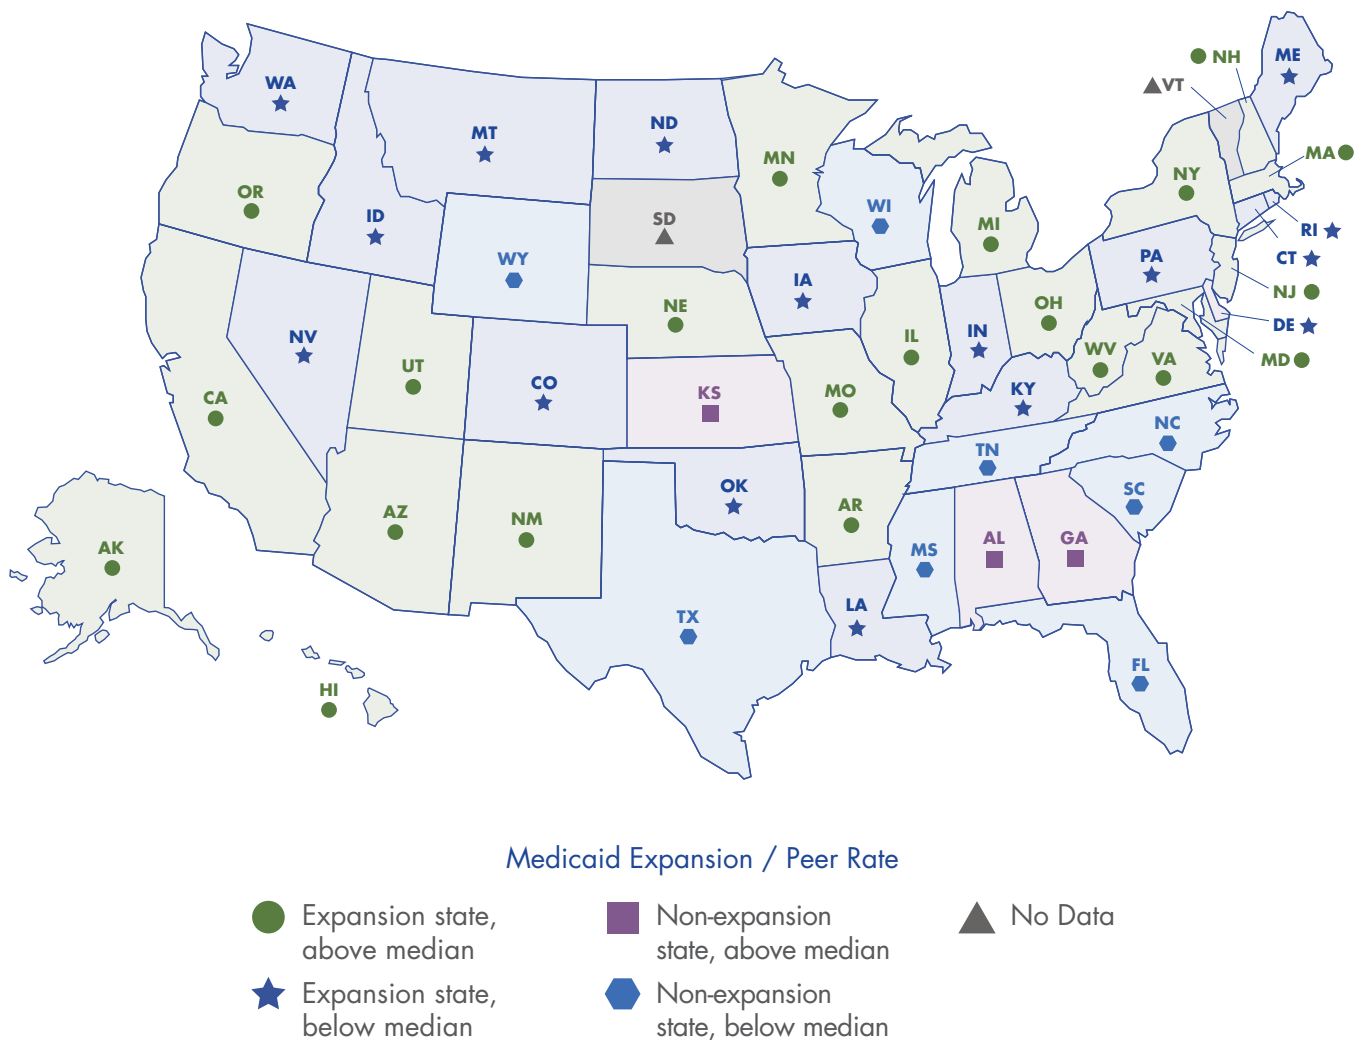 NH
ME
VT
WA
MT
ND
MN
MA
NY
OR
SD
WI
ID
MI
RI
WY
PA
CT
IA
NJ
NE
OH
DE
NV
IN
IL
WV
VA
MD
UT
CO
KS
MO
KY
CA
NC
TN
OK
SC
AZ
NM
AR
AL
GA
AK
MS
LA
TX
FL
HI
Medicaid Expansion / Peer Rate
Expansion state,
above median
Non-expansion
state, above median
No Data
Expansion state,
below median
Non-expansion
state, below median